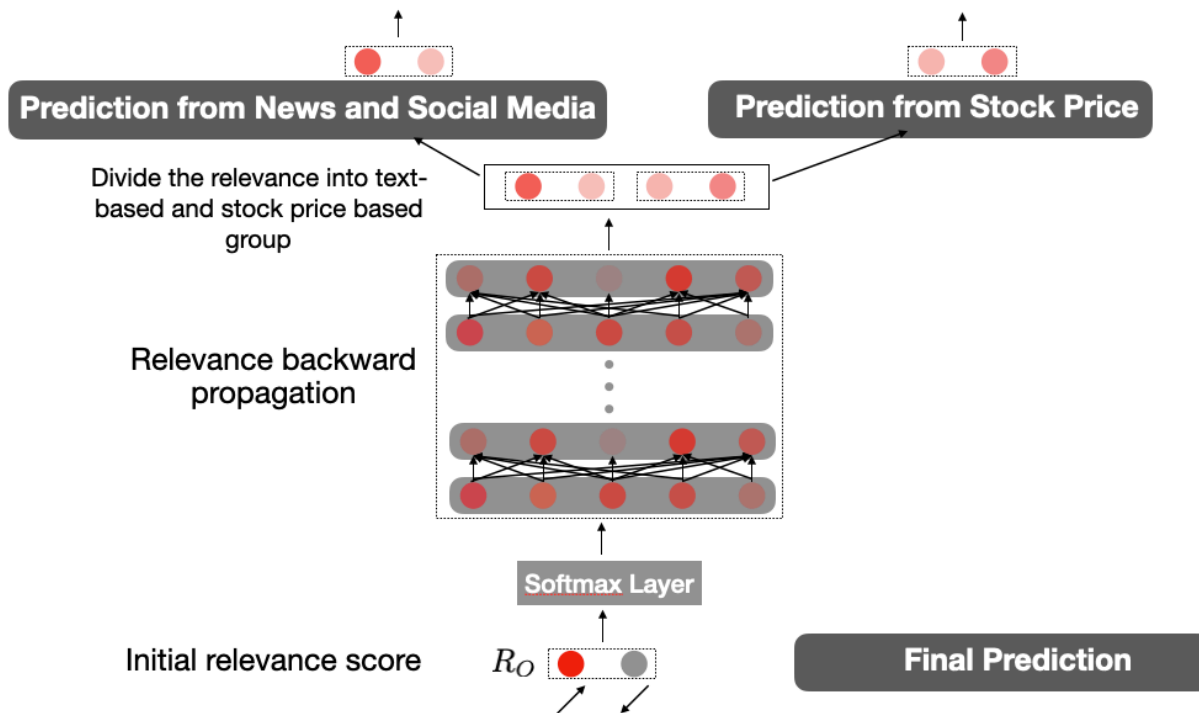 Prediction from News and Social Media
Prediction from Stock Price
Divide the relevance into text-
based and stock price based
group
Relevance backward
propagation
Softmax Layer
Initial relevance score
R_O
Final Prediction